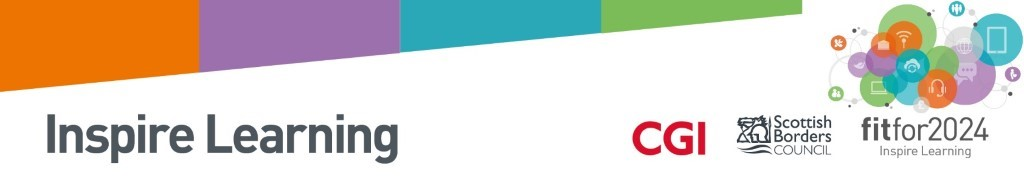 Inspire Learning
CGI
Scottish
Borders
COUNCIL
fitfor2024
Inspire Learning